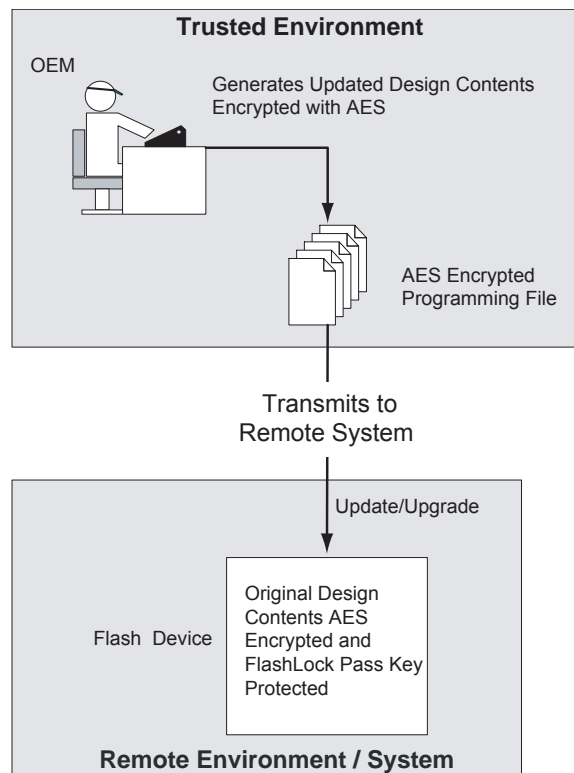 Trusted Environment
OEM
Generates Updated Design Contents
Encrypted with AES
AES Encrypted
Programming File
Transmits to
Remote System
Update/Upgrade
Original Design
Contents AES
Encrypted and
FlashLock Pass Key
Protected
Flash Device
Remote Environment / System